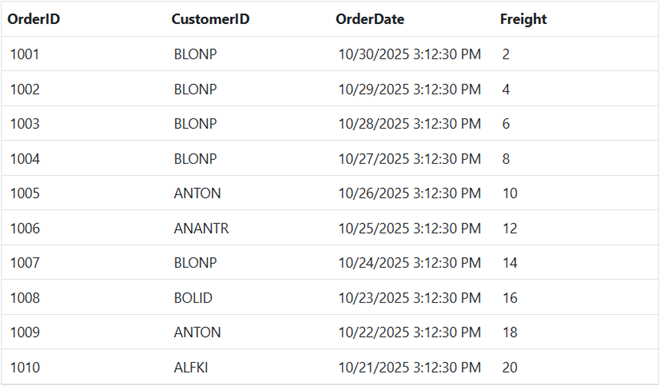 OrderID CustomerID OrderDate Freight
1001 BLONP 10/30/2025 3:12:30 PM 2
1002 BLONP 10/29/2025 3:12:30 PM 4
1003 BLONP 10/28/2025 3:12:30 PM 6
1004 BLONP 10/27/2025 3:12:30 PM 8
1005 ANTON 10/26/2025 3:12:30 PM 10
1006 ANANTR 10/25/2025 3:12:30 PM 12
1007 BLONP 10/24/2025 3:12:30 PM 14
1008 BOLID 10/23/2025 3:12:30 PM 16
1009 ANTON 10/22/2025 3:12:30 PM 18
1010 ALFKI 10/21/2025 3:12:30 PM 20